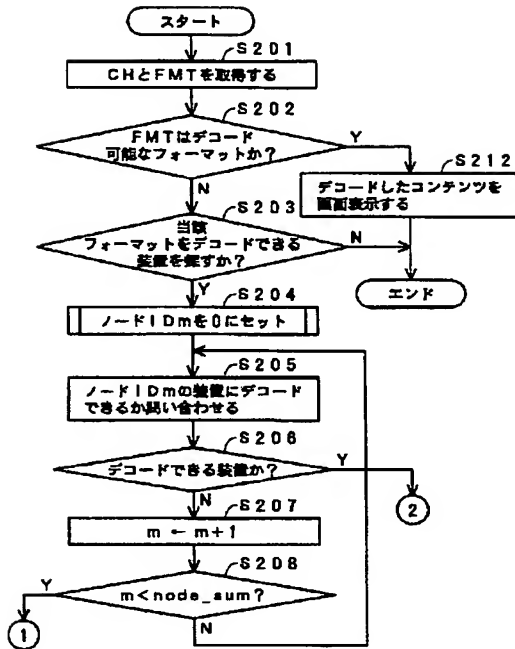 スタート
S201
CHとFMTを取得する
S202
FMTはデコード
可能なフォーマットか？
Y
N
S212
デコードしたコンテンツを
画面表示する
S203
当該
フォーマットをデコードできる
装置を探すか？
N
Y
エンド
S204
ノードIDmを0にセット
S205
ノードIDmの装置にデコード
できるか問い合わせる
S206
デコードできる装置か？
Y
N
2
S207
m ← m+1
S208
m<node_sum？
Y
N
1